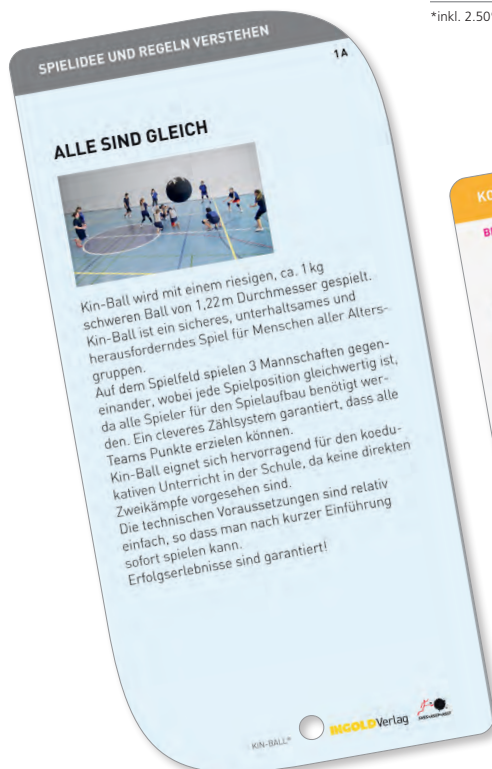 *inkl. 2.50
SPIELIDEE UND REGELN VERSTEHEN
1A
ALLE SIND GLEICH
Kin-Ball wird mit einem riesigen, ca. 1 kg
schweren Ball von 1,22 m Durchmesser gespielt.
Kin-Ball ist ein sicheres, unterhaltsames und
herausforderndes Spiel für Menschen aller Alters-
gruppen.
Auf dem Spielfeld spielen 3 Mannschaften gegen-
einander, wobei jede Spielposition gleichwertig ist,
da alle Spieler für den Spielaufbau benötigt wer-
den. Ein cleveres Zählsystem garantiert, dass alle
Teams Punkte erzielen können.
Kin-Ball eignet sich hervorragend für den koedu-
kativen Unterricht in der Schule, da keine direkten
Zweikämpfe vorgesehen sind.
Die technischen Voraussetzungen sind relativ
einfach, so dass man nach kurzer Einführung
sofort spielen kann.
Erfolgserlebnisse sind garantiert!
KIN-BALL®
INGOLDVerlag